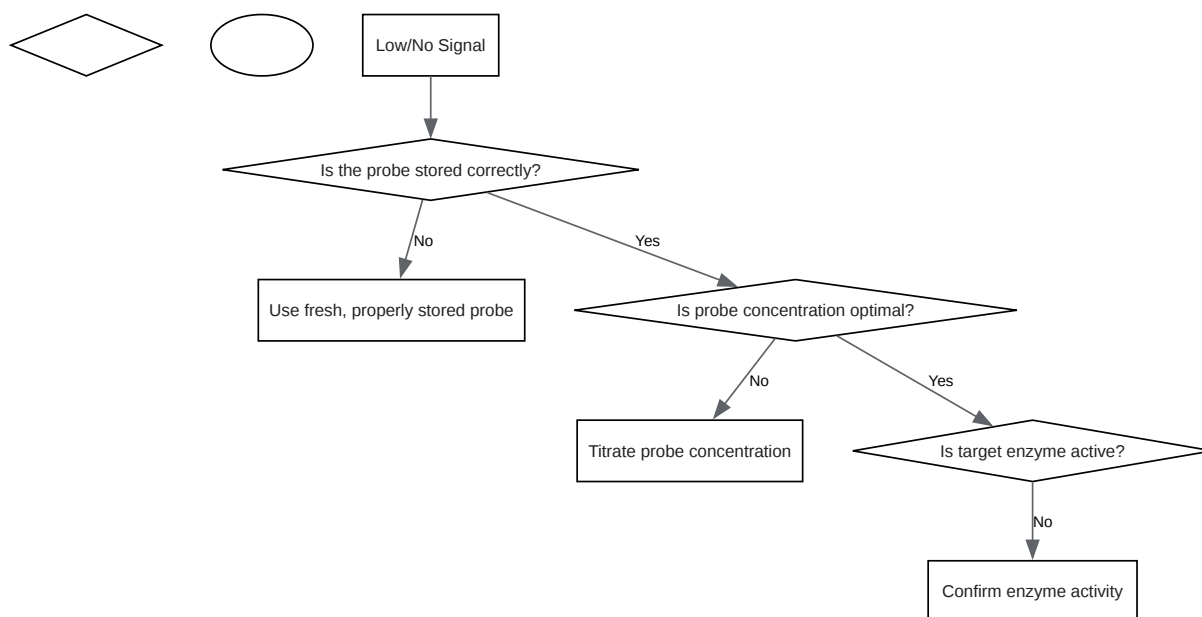 Low/No Signal
Is the probe stored correctly?
No
Yes
Use fresh, properly stored probe
Is probe concentration optimal?
No
Yes
Titrate probe concentration
Is target enzyme active?
No
Confirm enzyme activity